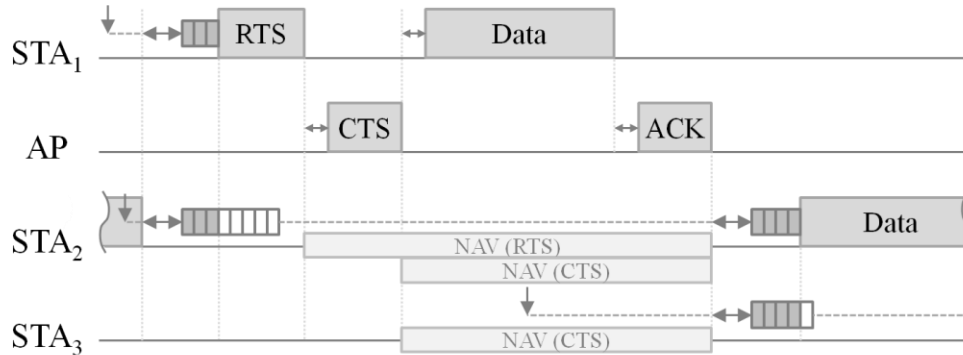 STA1 RTS Data
AP CTS ACK
STA2 Data
NAV (RTS)
NAV (CTS)
STA3 NAV (CTS)